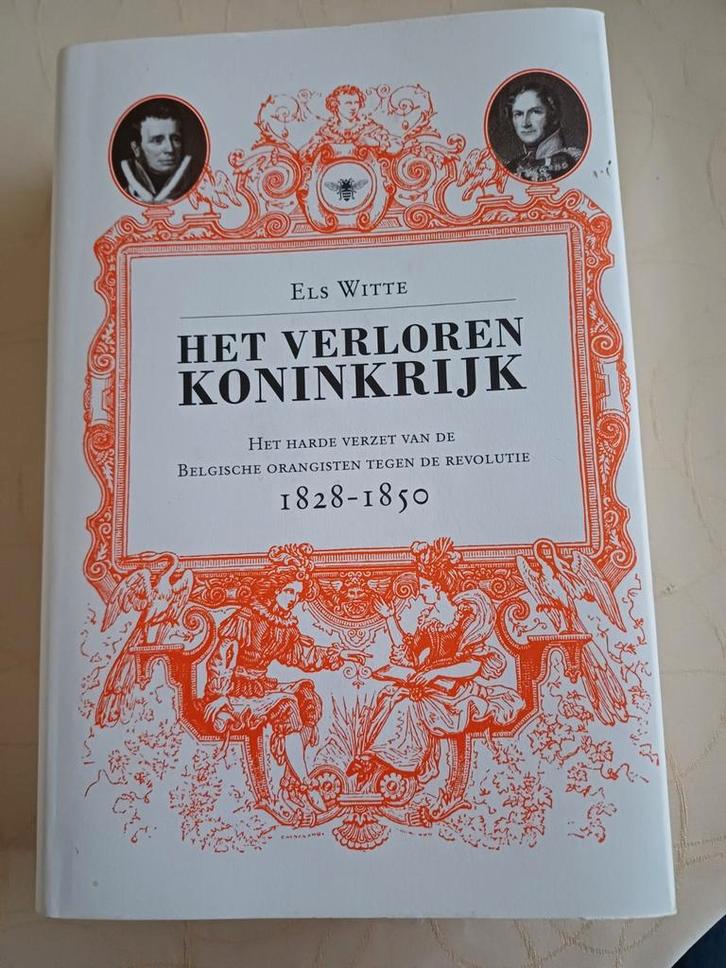 Els Witte
HET VERLOREN
KONINKRIJK
Het harde verzet van de
Belgische orangisten tegen de revolutie
1828-1850